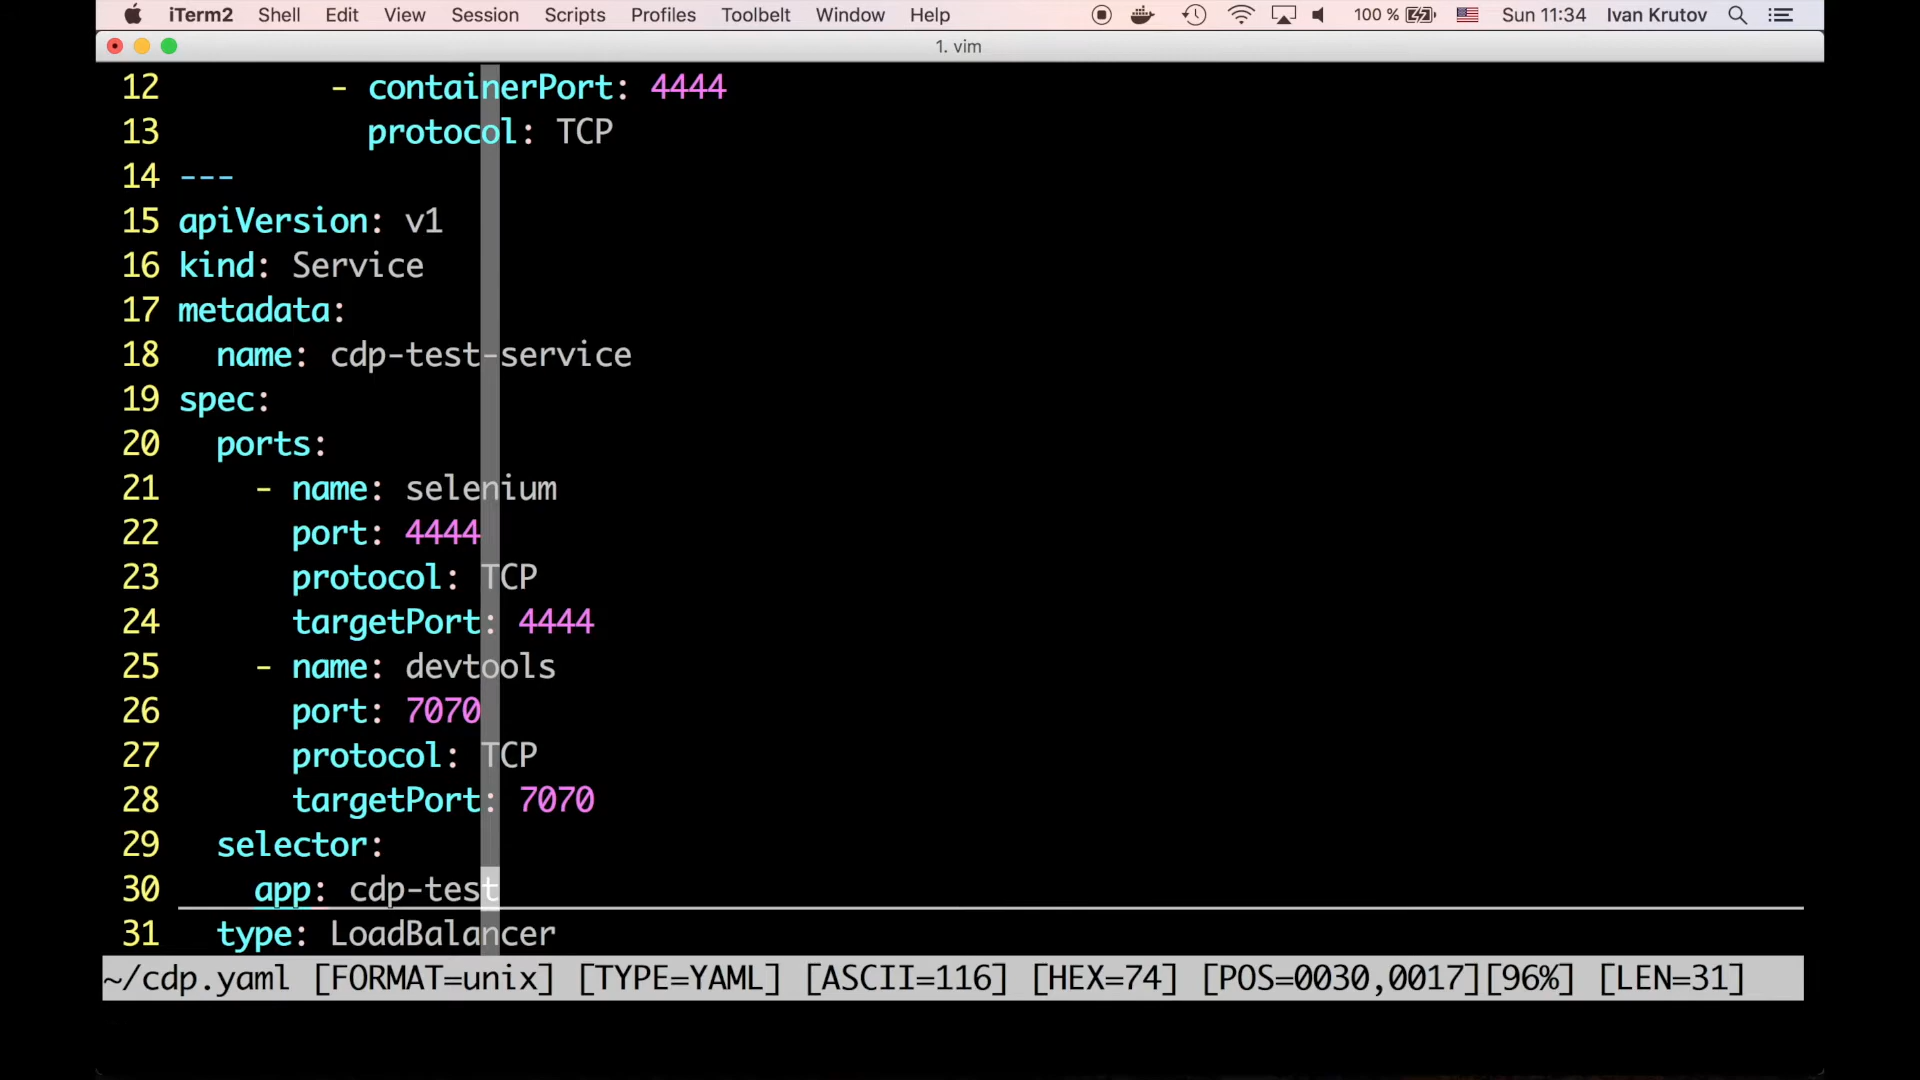 iTerm2 Shell Edit View Session Scripts Profiles Toolbelt Window Help 100 % Sun 11:34 Ivan Krutov
1. vim
12         - containerPort: 4444
13           protocol: TCP
14 ---
15 apiVersion: v1
16 kind: Service
17 metadata:
18   name: cdp-test-service
19 spec:
20   ports:
21     - name: selenium
22       port: 4444
23       protocol: TCP
24       targetPort: 4444
25     - name: devtools
26       port: 7070
27       protocol: TCP
28       targetPort: 7070
29   selector:
30     app: cdp-test
31   type: LoadBalancer
~/cdp.yaml [FORMAT=unix] [TYPE=YAML] [ASCII=116] [HEX=74] [POS=0030,0017][96%] [LEN=31]